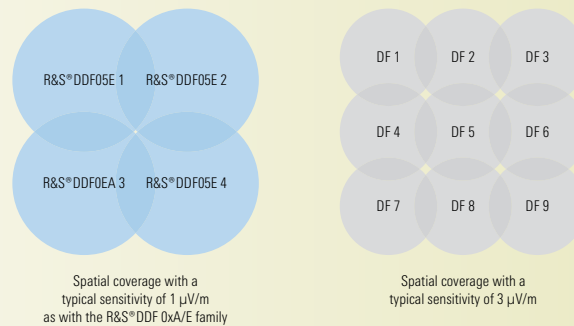 R&S®DDF05E 1 R&S®DDF05E 2
R&S®DDF0EA 3 R&S®DDF05E 4
Spatial coverage with a
typical sensitivity of 1 µV/m
as with the R&S®DDF 0xA/E family
DF 1 DF 2 DF 3
DF 4 DF 5 DF 6
DF 7 DF 8 DF 9
Spatial coverage with a
typical sensitivity of 3 µV/m